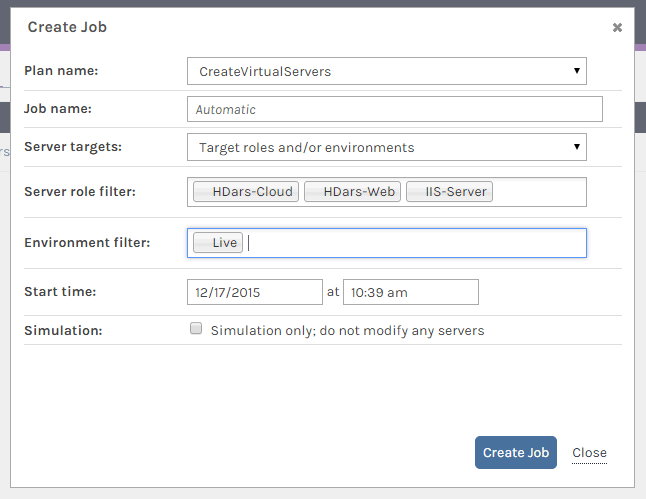 Create Job
Plan name: CreateVirtualServers
Job name: Automatic
Server targets: Target roles and/or environments
Server role filter: HDars-Cloud HDars-Web IIS-Server
Environment filter: Live
Start time: 12/17/2015 at 10:39 am
Simulation: Simulation only; do not modify any servers
Create Job Close